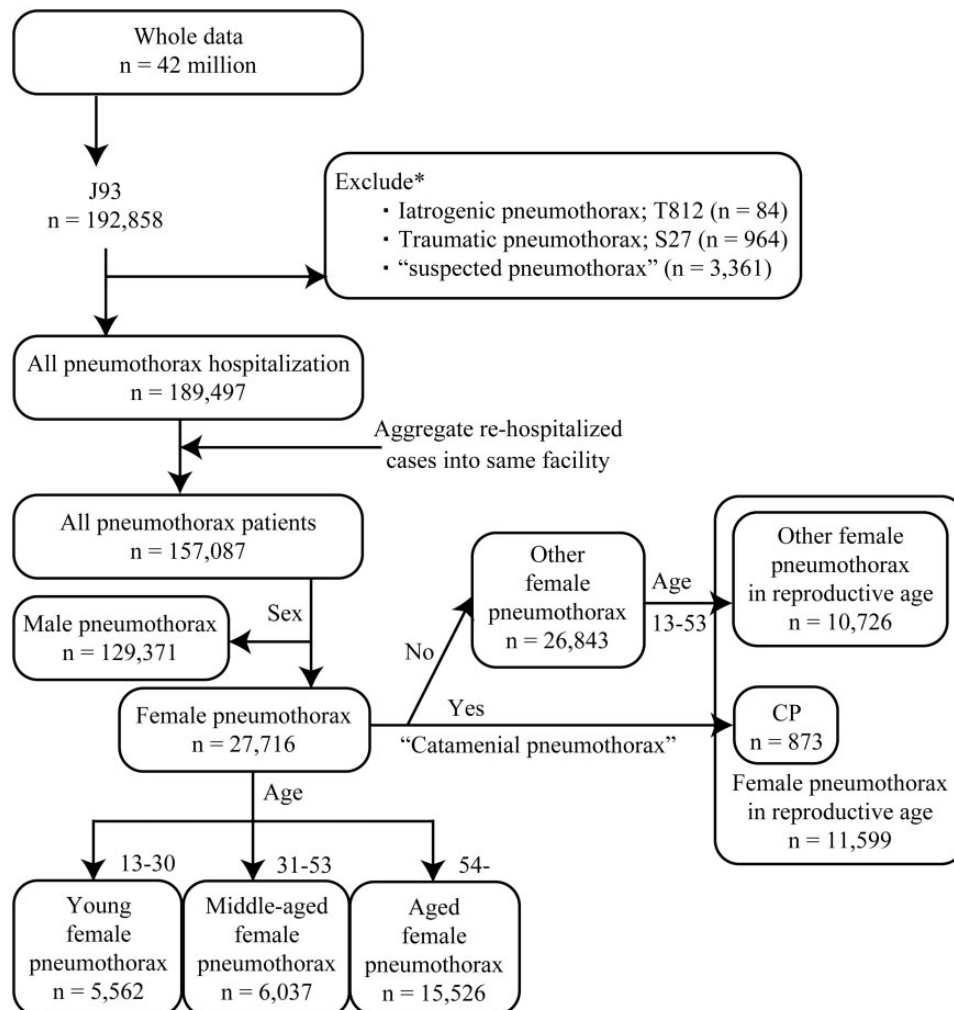 Whole data
n = 42 million
J93
n = 192,858
Exclude*
・Iatrogenic pneumothorax; T812 (n = 84)
・Traumatic pneumothorax; S27 (n = 964)
・“suspected pneumothorax” (n = 3,361)
All pneumothorax hospitalization
n = 189,497
Aggregate re-hospitalized
cases into same facility
All pneumothorax patients
n = 157,087
Sex
Male pneumothorax
n = 129,371
Female pneumothorax
n = 27,716
No
Other
female
pneumothorax
n = 26,843
Age
13-53
Other female
pneumothorax
in reproductive age
n = 10,726
Yes
“Catamenial pneumothorax”
CP
n = 873
Female pneumothorax
in reproductive age
n = 11,599
Age
13-30
Young
female
pneumothorax
n = 5,562
31-53
Middle-aged
female
pneumothorax
n = 6,037
54-
Aged
female
pneumothorax
n = 15,526